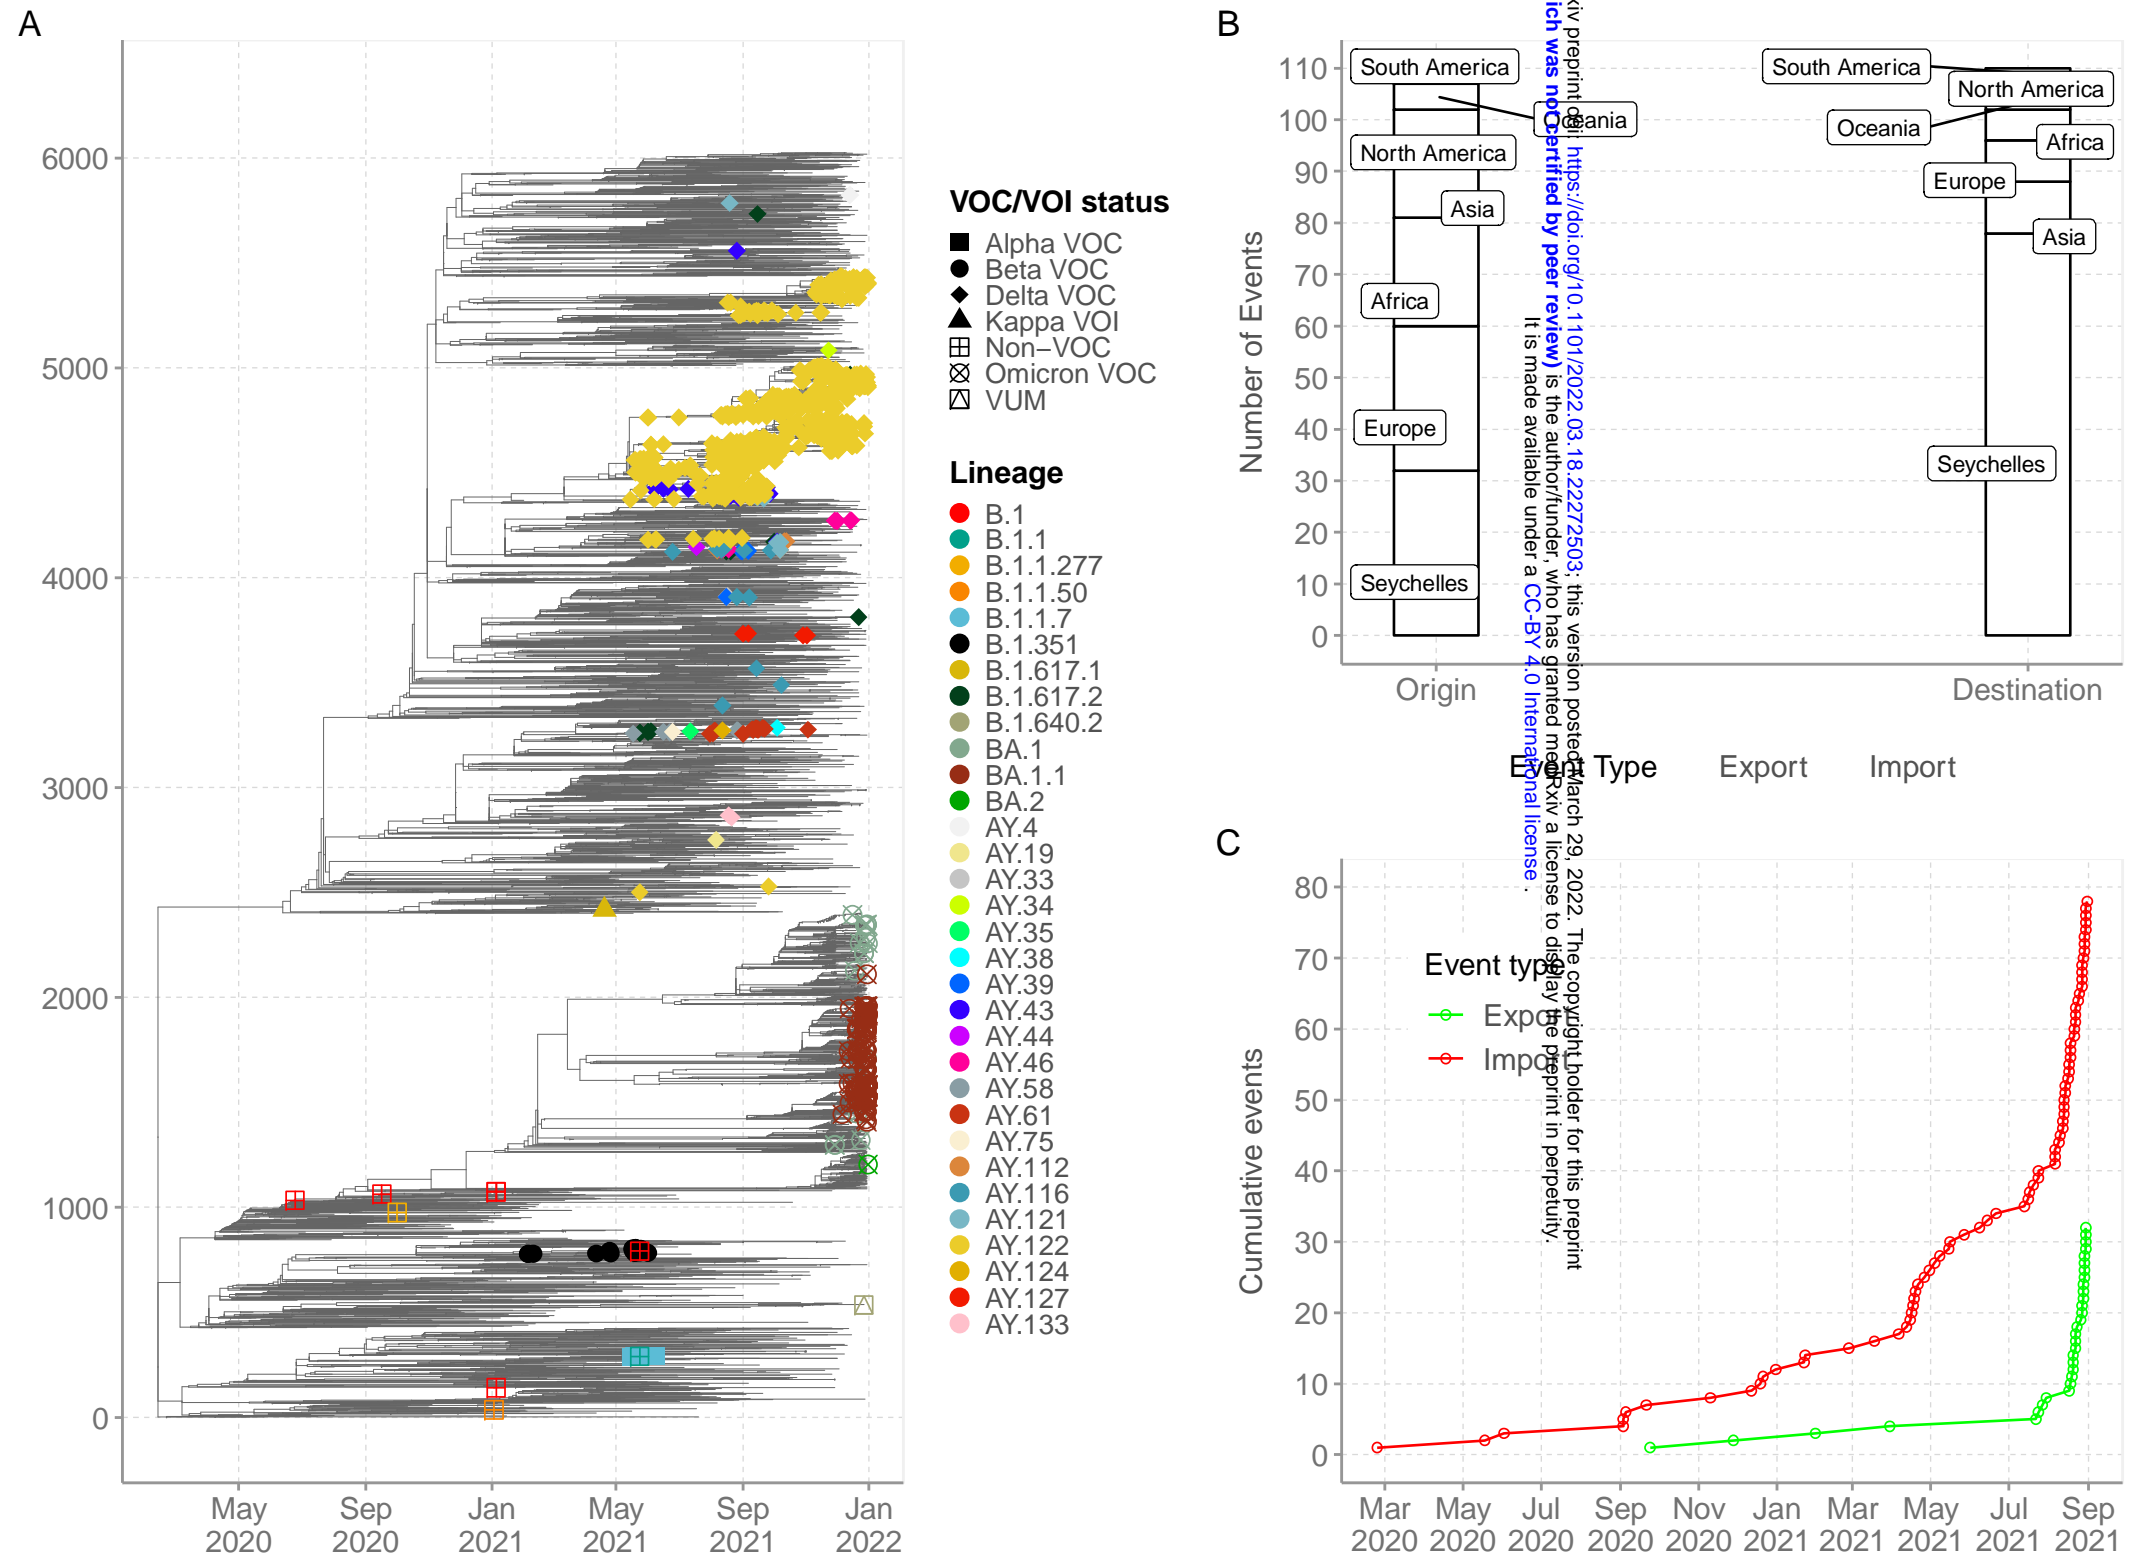 A
6000
5000
4000
3000
2000
1000
0
May 2020
Sep 2020
Jan 2021
May 2021
Sep 2021
Jan 2022
VOC/VOI status
Alpha VOC
Beta VOC
Delta VOC
Kappa VOI
Non−VOC
Omicron VOC
VUM
Lineage
B.1
B.1.1
B.1.1.277
B.1.1.50
B.1.1.7
B.1.351
B.1.617.1
B.1.617.2
B.1.640.2
BA.1
BA.1.1
BA.2
AY.4
AY.19
AY.33
AY.34
AY.35
AY.38
AY.39
AY.43
AY.44
AY.46
AY.58
AY.61
AY.75
AY.112
AY.116
AY.121
AY.122
AY.124
AY.127
AY.133
B
Number of Events
110
100
90
80
70
60
50
40
30
20
10
0
South America
Oceania
North America
Asia
Africa
Europe
Seychelles
South America
North America
Oceania
Africa
Europe
Asia
Seychelles
Origin
Destination
Event Type
Export
Import
C
Cumulative events
80
70
60
50
40
30
20
10
0
Event type
Export
Import
Mar 2020
May 2020
Jul 2020
Sep 2020
Nov 2020
Jan 2021
Mar 2021
May 2021
Jul 2021
Sep 2021
preprint doi: https://doi.org/10.1101/2022.03.18.22272503; this version posted March 29, 2022. The copyright holder for this preprint
was not certified by peer review) is the author/funder, who has granted medRxiv a license to display the preprint in perpetuity.
It is made available under a CC-BY 4.0 International license .